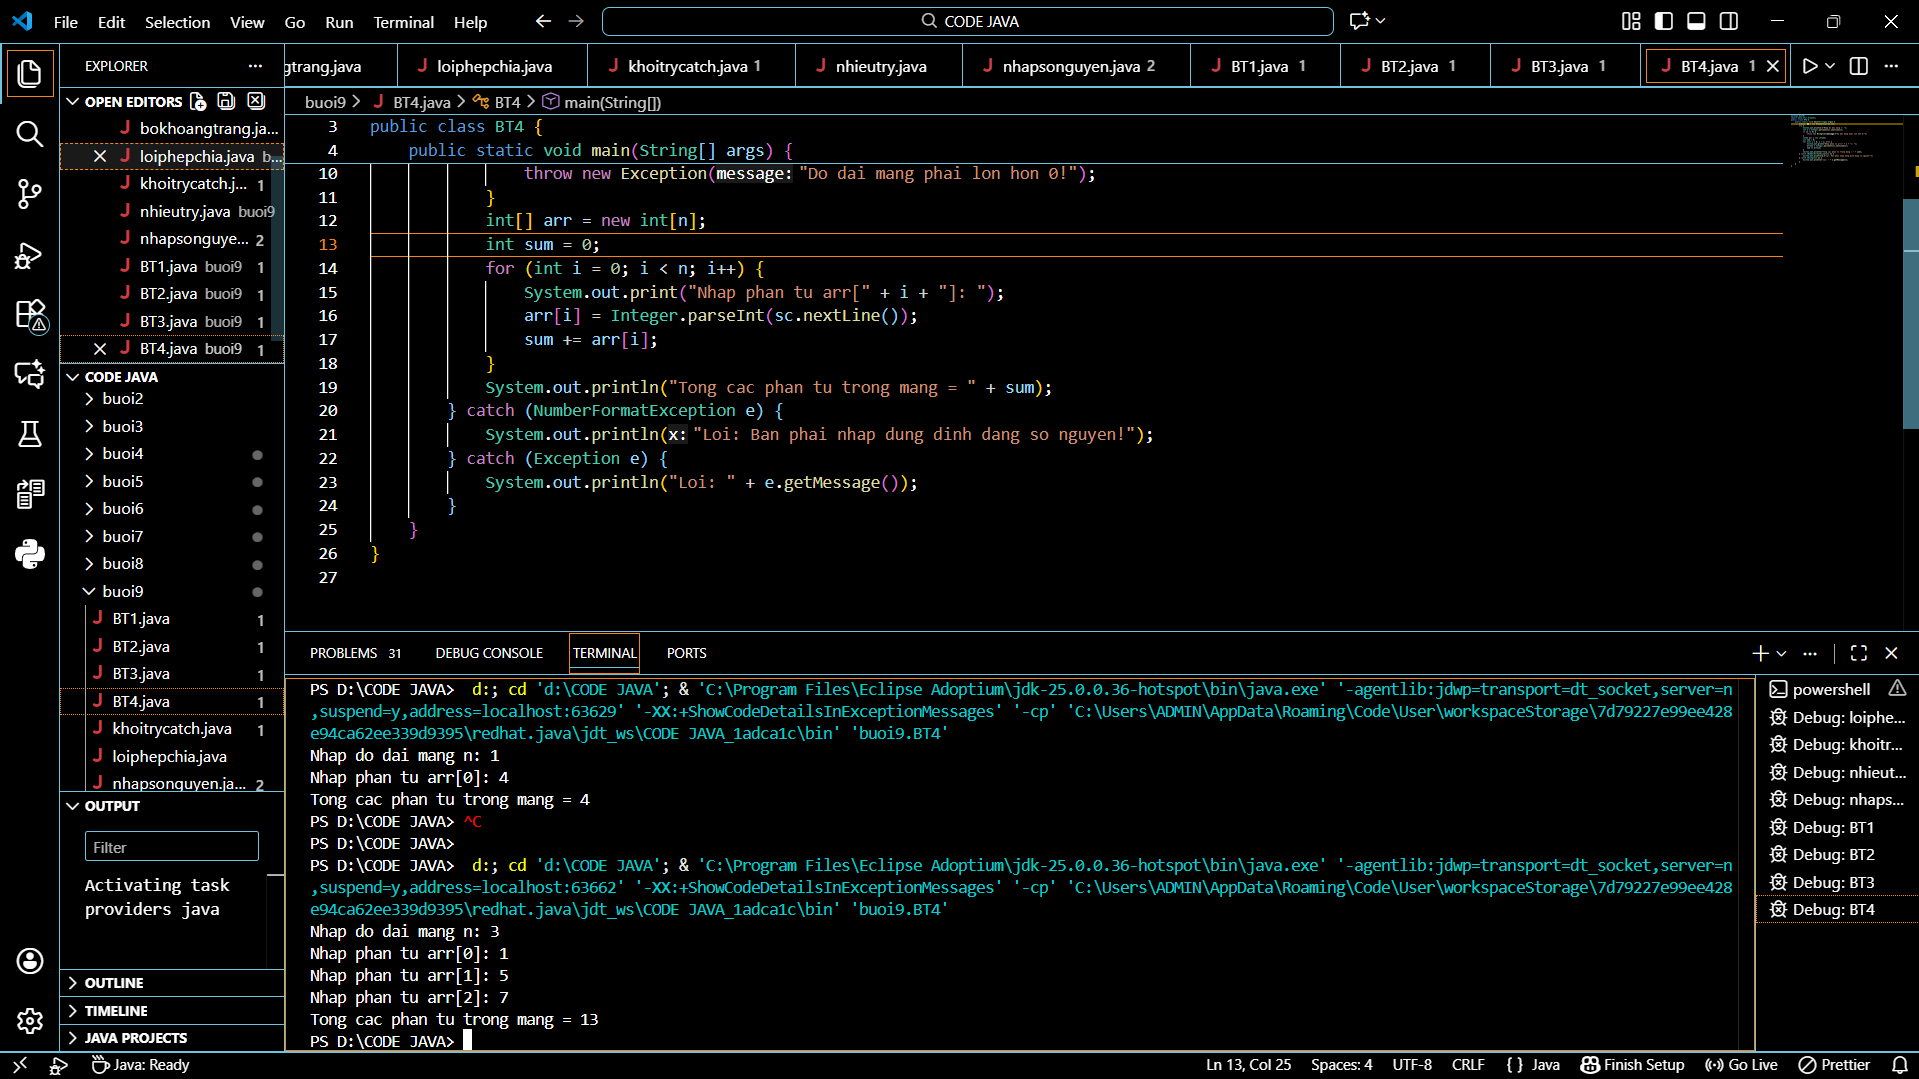 File Edit Selection View Go Run Terminal Help
CODE JAVA
EXPLORER
OPEN EDITORS
bokhoangtrang.ja...
loiphepchia.java b...
khoitrycatch.j... 1
nhieutry.java buoi9
nhapsonguye... 2
BT1.java buoi9 1
BT2.java buoi9 1
BT3.java buoi9 1
BT4.java buoi9 1
CODE JAVA
buoi2
buoi3
buoi4
buoi5
buoi6
buoi7
buoi8
buoi9
BT1.java 1
BT2.java 1
BT3.java 1
BT4.java 1
khoitrycatch.java 1
loiphepchia.java
nhapsonguyen.ja... 2
OUTPUT
Filter
Activating task
providers java
OUTLINE
TIMELINE
JAVA PROJECTS
gtrang.java loiphepchia.java khoitrycatch.java 1 nhieutry.java nhapsonguyen.java 2 BT1.java 1 BT2.java 1 BT3.java 1 BT4.java 1
buoi9 > BT4.java > BT4 > main(String[])
3 public class BT4 {
4 public static void main(String[] args) {
10 throw new Exception(message: "Do dai mang phai lon hon 0!");
11 }
12 int[] arr = new int[n];
13 int sum = 0;
14 for (int i = 0; i < n; i++) {
15 System.out.print("Nhap phan tu arr[" + i + "]: ");
16 arr[i] = Integer.parseInt(sc.nextLine());
17 sum += arr[i];
18 }
19 System.out.println("Tong cac phan tu trong mang = " + sum);
20 } catch (NumberFormatException e) {
21 System.out.println(x: "Loi: Ban phai nhap dung dinh dang so nguyen!");
22 } catch (Exception e) {
23 System.out.println("Loi: " + e.getMessage());
24 }
25 }
26 }
27
PROBLEMS 31 DEBUG CONSOLE TERMINAL PORTS
PS D:\CODE JAVA> d:; cd 'd:\CODE JAVA'; & 'C:\Program Files\Eclipse Adoptium\jdk-25.0.0.36-hotspot\bin\java.exe' '-agentlib:jdwp=transport=dt_socket,server=n
,suspend=y,address=localhost:63629' '-XX:+ShowCodeDetailsInExceptionMessages' '-cp' 'C:\Users\ADMIN\AppData\Roaming\Code\User\workspaceStorage\7d79227e99ee428
e94ca62ee339d9395\redhat.java\jdt_ws\CODE JAVA_1adca1c\bin' 'buoi9.BT4'
Nhap do dai mang n: 1
Nhap phan tu arr[0]: 4
Tong cac phan tu trong mang = 4
PS D:\CODE JAVA> ^C
PS D:\CODE JAVA>
PS D:\CODE JAVA> d:; cd 'd:\CODE JAVA'; & 'C:\Program Files\Eclipse Adoptium\jdk-25.0.0.36-hotspot\bin\java.exe' '-agentlib:jdwp=transport=dt_socket,server=n
,suspend=y,address=localhost:63662' '-XX:+ShowCodeDetailsInExceptionMessages' '-cp' 'C:\Users\ADMIN\AppData\Roaming\Code\User\workspaceStorage\7d79227e99ee428
e94ca62ee339d9395\redhat.java\jdt_ws\CODE JAVA_1adca1c\bin' 'buoi9.BT4'
Nhap do dai mang n: 3
Nhap phan tu arr[0]: 1
Nhap phan tu arr[1]: 5
Nhap phan tu arr[2]: 7
Tong cac phan tu trong mang = 13
PS D:\CODE JAVA>
powershell
Debug: loiphe...
Debug: khoitr...
Debug: nhieut...
Debug: nhaps...
Debug: BT1
Debug: BT2
Debug: BT3
Debug: BT4
Java: Ready
Ln 13, Col 25 Spaces: 4 UTF-8 CRLF { } Java Finish Setup Go Live Prettier